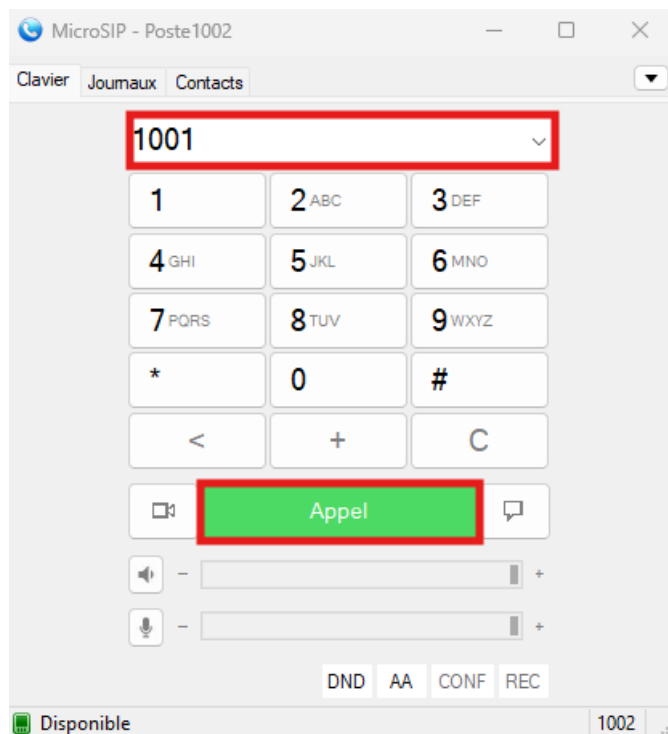 MicroSIP - Poste1002
Clavier Journaux Contacts
1001
1 2 ABC 3 DEF
4 GHI 5 JKL 6 MNO
7 PQRS 8 TUV 9 WXYZ
* 0 #
< + C
Appel
- +
- +
DND AA CONF REC
Disponible 1002